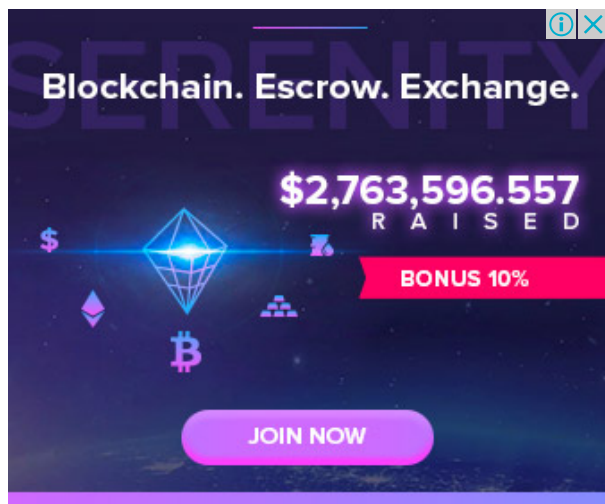 SERENITY
Blockchain. Escrow. Exchange.
$2,763,596.557
RAISED
BONUS 10%
JOIN NOW